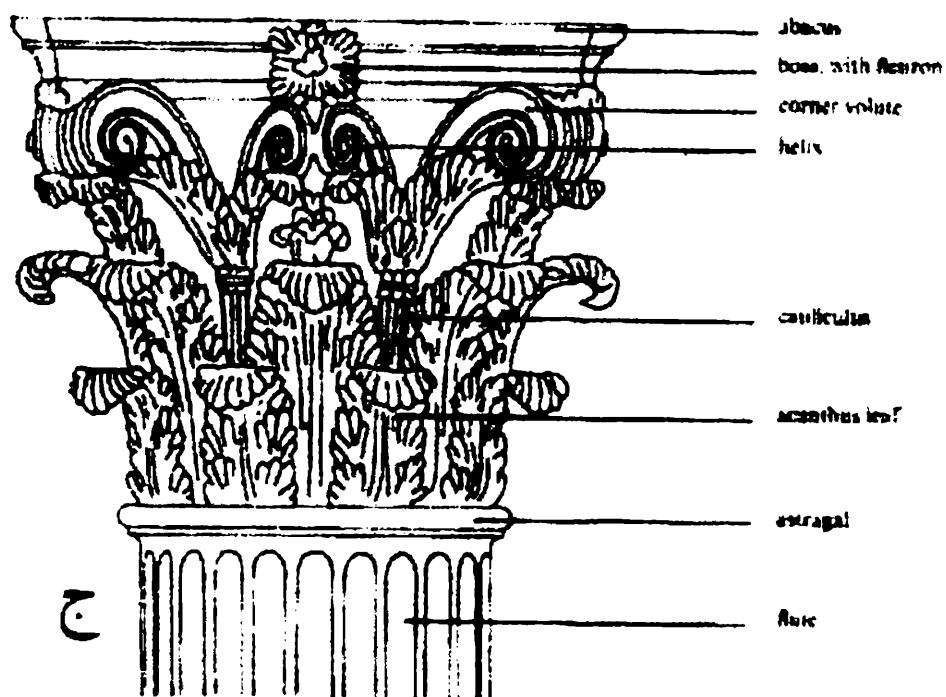 abacus
boss, with fleuron
corner volute
helix
cauliculus
acanthus leaf
astragal
flute
ج